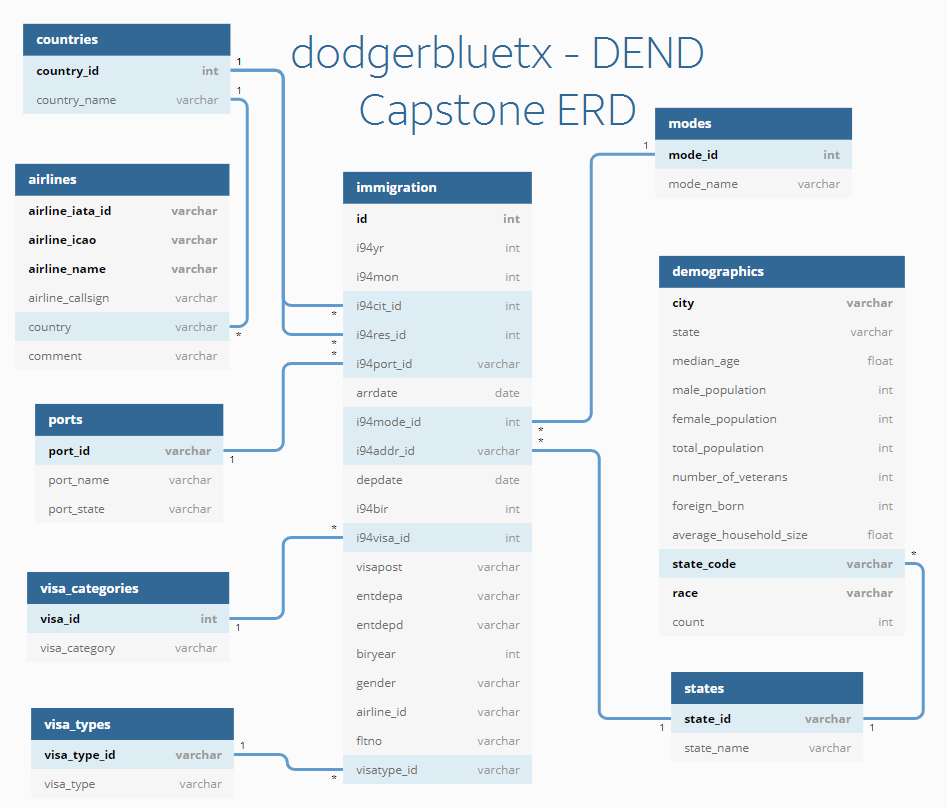 dodgerbluetx - DEND
Capstone ERD
countries
country_id int
country_name varchar
1
1
airlines
airline_iata_id varchar
airline_icao varchar
airline_name varchar
airline_callsign varchar
country varchar
comment varchar
*
ports
port_id varchar
port_name varchar
port_state varchar
1
visa_categories
visa_id int
visa_category varchar
1
visa_types
visa_type_id varchar
visa_type varchar
1
immigration
id int
i94yr int
i94mon int
i94cit_id int
i94res_id int
i94port_id varchar
arrdate date
i94mode_id int
i94addr_id varchar
depdate date
i94bir int
i94visa_id int
visapost varchar
entdepa varchar
entdepd varchar
biryear int
gender varchar
airline_id varchar
fltno varchar
visatype_id varchar
*
*
*
*
*
*
*
modes
mode_id int
mode_name varchar
1
demographics
city varchar
state varchar
median_age float
male_population int
female_population int
total_population int
number_of_veterans int
foreign_born int
average_household_size float
state_code varchar
race varchar
count int
*
states
state_id varchar
state_name varchar
1
1